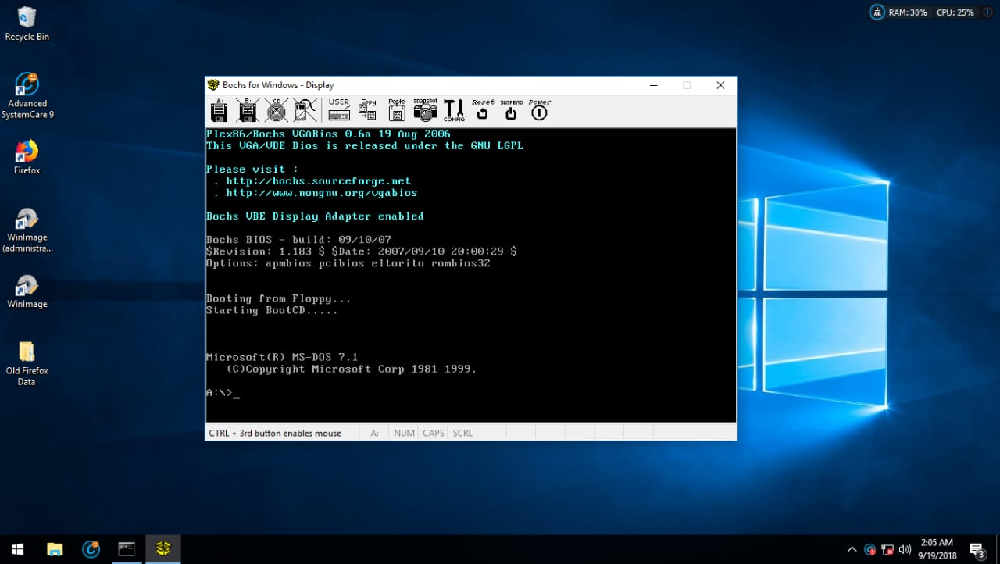 Recycle Bin
Advanced
SystemCare 9
Firefox
WinImage
(administra...
WinImage
Old Firefox
Data
RAM: 30% CPU: 25%
Bochs for Windows - Display
A: B: CD USER Copy Paste snapshot CONFIG Reset SUSPEND Power
Plex86/Bochs VGABios 0.6a 19 Aug 2006
This VGA/VBE Bios is released under the GNU LGPL
Please visit :
. http://bochs.sourceforge.net
. http://www.nongnu.org/vgabios
Bochs VBE Display Adapter enabled
Bochs BIOS - build: 09/10/07
$Revision: 1.183 $ $Date: 2007/09/10 20:00:29 $
Options: apmbios pcibios eltorito rombios32
Booting from Floppy...
Starting BootCD.....
Microsoft(R) MS-DOS 7.1
(C)Copyright Microsoft Corp 1981-1999.
A:\>_
CTRL + 3rd button enables mouse A: NUM CAPS SCRL
2:05 AM
9/19/2018
3